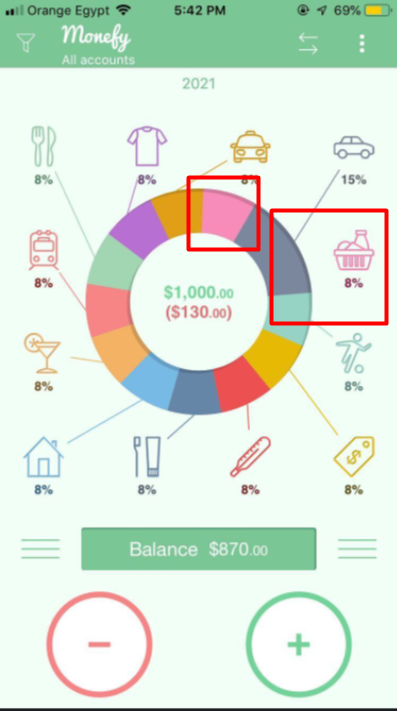 Orange Egypt 5:42 PM 69%
Monefy
All accounts
2021
8% 8% 8% 15%
8% 8%
$1,000.00
($130.00)
8% 8%
8% 8% 8% 8%
Balance $870.00